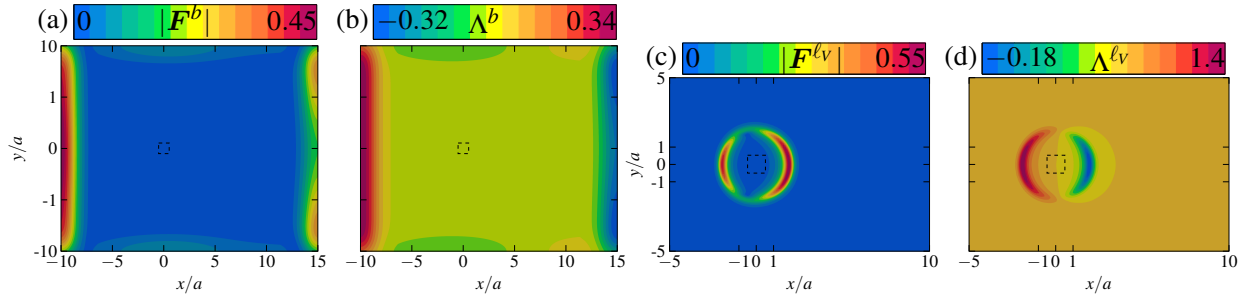 (a) 0 |F^b| 0.45
10
1
0
-1
-10
−10 −5 0 5 10 15
y/a
x/a
(b) −0.32 Λ^b 0.34
−10 −5 0 5 10 15
x/a
(c) 0 |F^{ℓ_V}| 0.55
5
1
0
-1
-5
−5 −1 0 1 10
y/a
x/a
(d) −0.18 Λ^{ℓ_V} 1.4
−5 −1 0 1 10
x/a